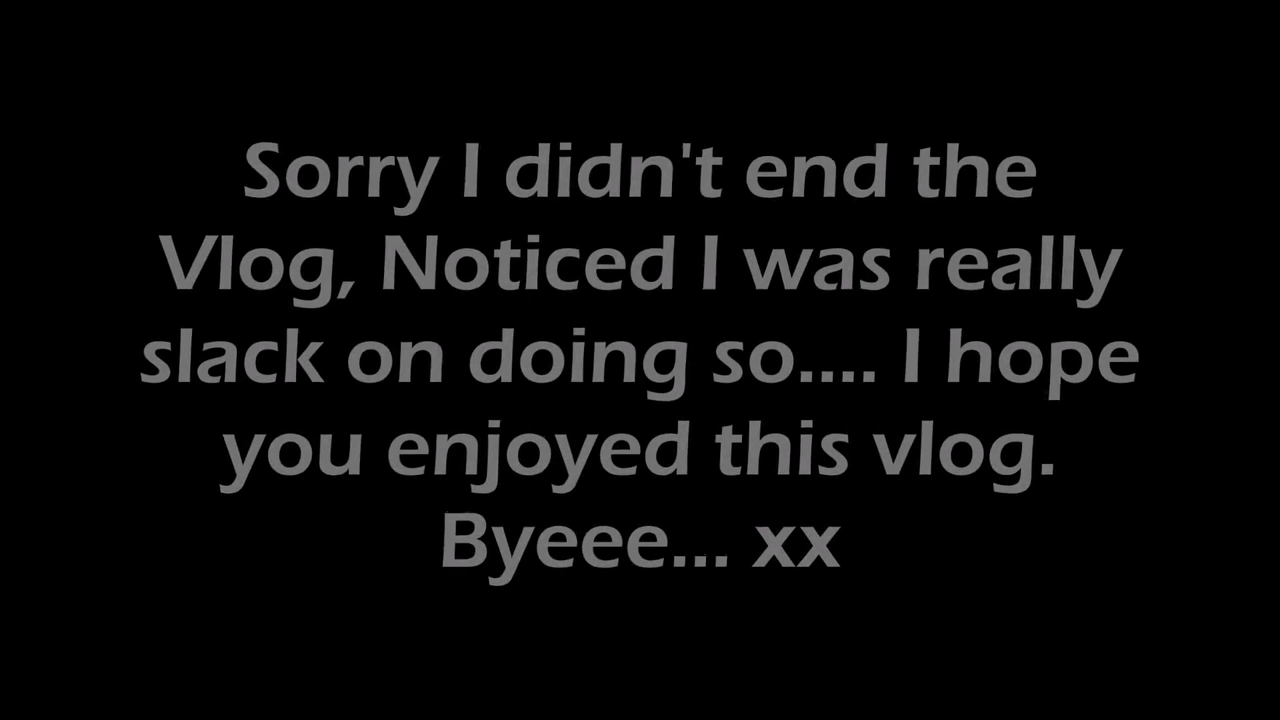 Sorry I didn't end the
Vlog, Noticed I was really
slack on doing so.... I hope
you enjoyed this vlog.
Byeee... xx